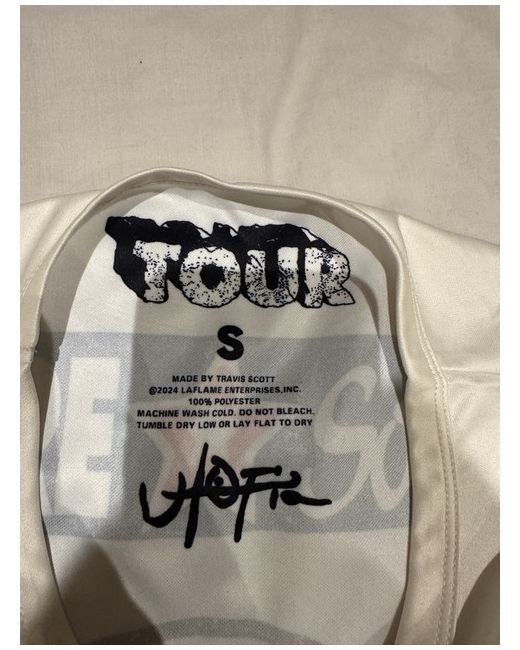 TOUR
S
MADE BY TRAVIS SCOTT
©2024 LAFLAME ENTERPRISES,INC.
100% POLYESTER
MACHINE WASH COLD. DO NOT BLEACH.
TUMBLE DRY LOW OR LAY FLAT TO DRY